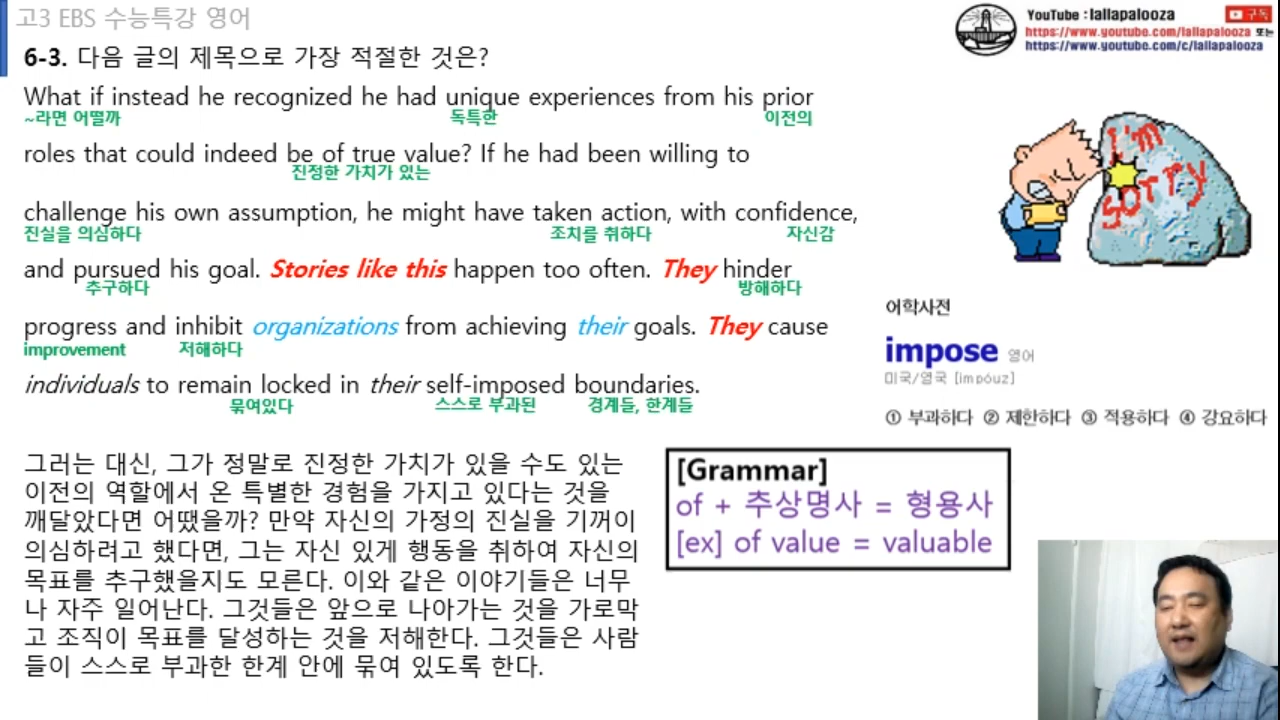 고3 EBS 수능특강 영어
YouTube : lallapalooza
구독
https://www.youtube.com/lallapalooza 또는
https://www.youtube.com/c/lallapalooza
6-3. 다음 글의 제목으로 가장 적절한 것은?
What if instead he recognized he had unique experiences from his prior
~라면 어떨까 독특한 이전의
roles that could indeed be of true value? If he had been willing to
진정한 가치가 있는
challenge his own assumption, he might have taken action, with confidence,
진실을 의심하다 조치를 취하다 자신감
and pursued his goal. Stories like this happen too often. They hinder
추구하다 방해하다
progress and inhibit organizations from achieving their goals. They cause
improvement 저해하다
individuals to remain locked in their self-imposed boundaries.
묶여있다 스스로 부과된 경계들, 한계들
I'm
sorry
어학사전
impose 영어
미국/영국 [impóuz]
① 부과하다 ② 제한하다 ③ 적용하다 ④ 강요하다
그러는 대신, 그가 정말로 진정한 가치가 있을 수도 있는
이전의 역할에서 온 특별한 경험을 가지고 있다는 것을
깨달았다면 어땠을까? 만약 자신의 가정의 진실을 기꺼이
의심하려고 했다면, 그는 자신 있게 행동을 취하여 자신의
목표를 추구했을지도 모른다. 이와 같은 이야기들은 너무
나 자주 일어난다. 그것들은 앞으로 나아가는 것을 가로막
고 조직이 목표를 달성하는 것을 저해한다. 그것들은 사람
들이 스스로 부과한 한계 안에 묶여 있도록 한다.
[Grammar]
of + 추상명사 = 형용사
[ex] of value = valuable